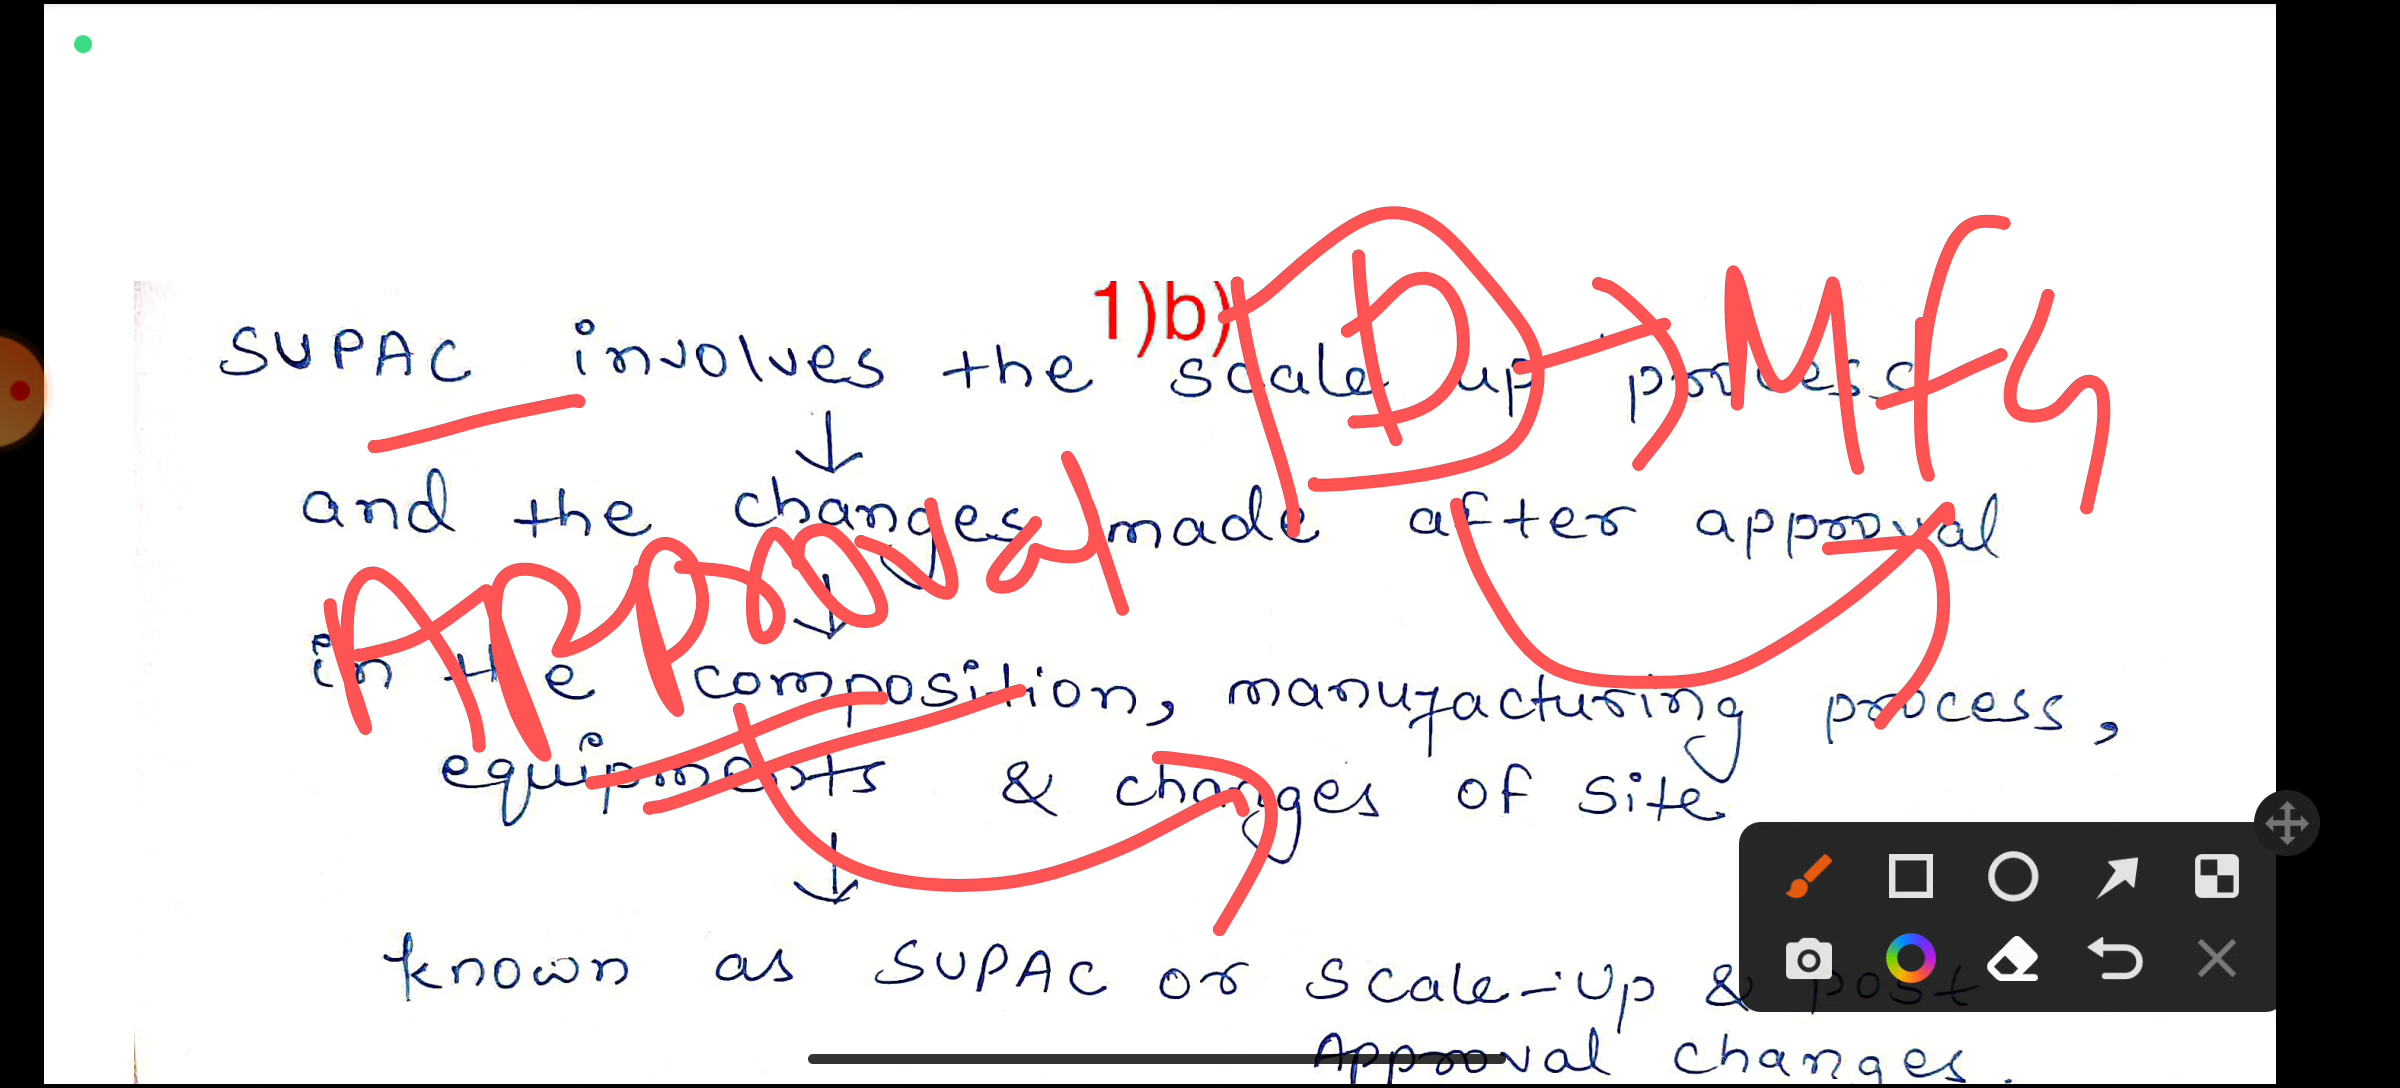 1)b)
D → Mfg
SUPAC involves the scale up process
↓
and the changes made after approval
Approval
↓
in the composition, manufacturing process,
equipments & changes of site
↓
known as SUPAC or scale-up & post
Approval changes.